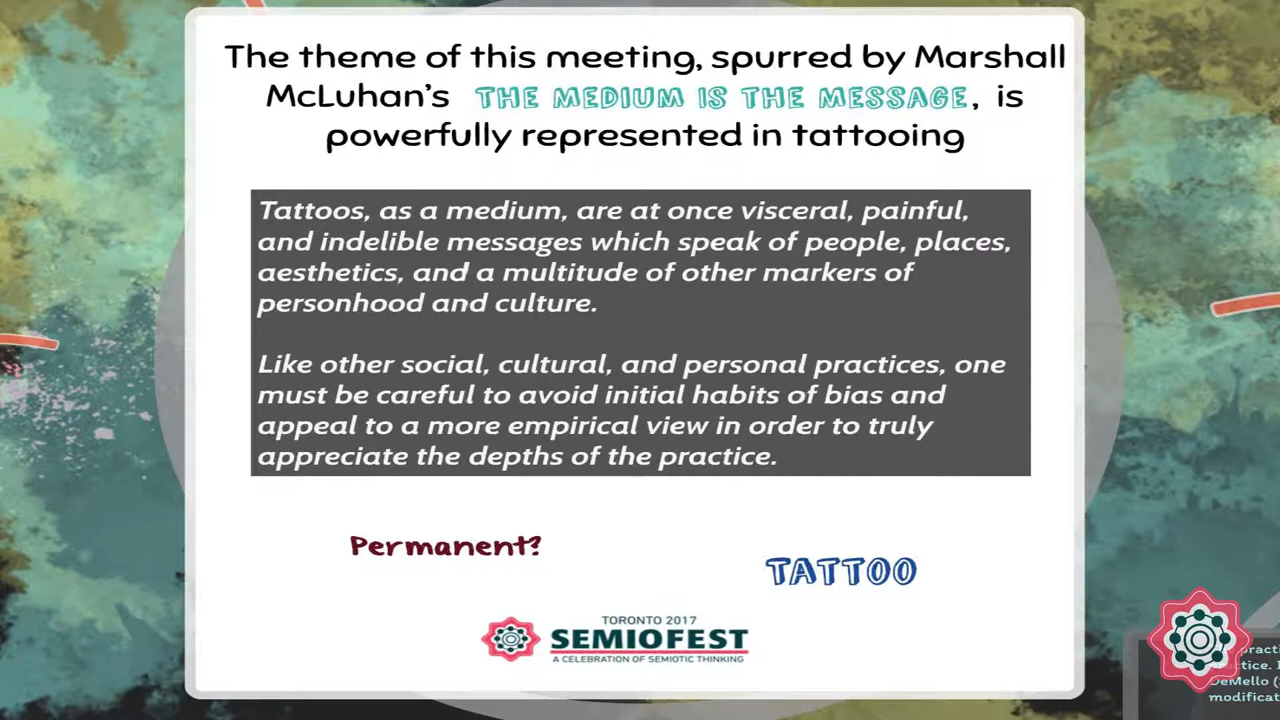 The theme of this meeting, spurred by Marshall
McLuhan's THE MEDIUM IS THE MESSAGE, is
powerfully represented in tattooing
Tattoos, as a medium, are at once visceral, painful,
and indelible messages which speak of people, places,
aesthetics, and a multitude of other markers of
personhood and culture.
Like other social, cultural, and personal practices, one
must be careful to avoid initial habits of bias and
appeal to a more empirical view in order to truly
appreciate the depths of the practice.
Permanent?
TATTOO
TORONTO 2017
SEMIOFEST
A CELEBRATION OF SEMIOTIC THINKING
DeMello (